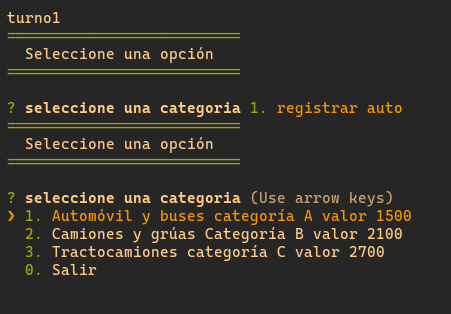 turno1
==========================
Seleccione una opción
==========================
? seleccione una categoria 1. registrar auto
==========================
Seleccione una opción
==========================
? seleccione una categoria (Use arrow keys)
❯ 1. Automóvil y buses categoría A valor 1500
2. Camiones y grúas Categoría B valor 2100
3. Tractocamiones categoría C valor 2700
0. Salir